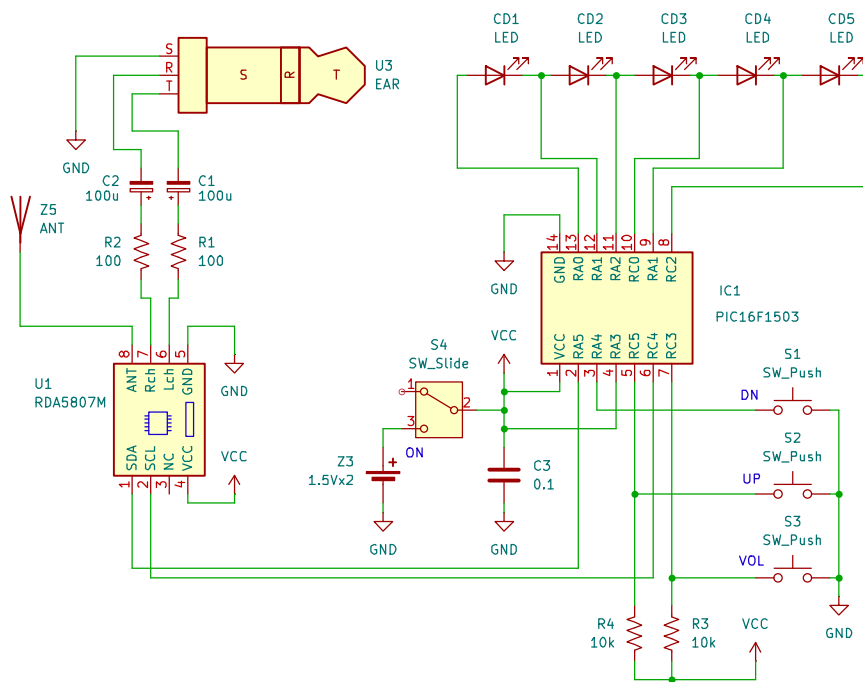 CD1 CD2 CD3 CD4 CD5
LED LED LED LED LED
S
R
T
S R T
U3
EAR
GND
C2
100u
C1
100u
+ +
Z5
ANT
R2
100
R1
100
14 13 12 11 10 9 8
GND RA0 RA1 RA2 RC0 RA1 RC2
GND
IC1
PIC16F1503
VCC RA5 RA4 RA3 RC5 RC4 RC3
1 2 3 4 5 6 7
VCC
S4
SW_Slide
1
2
3
ON
8 7 6 5
ANT Rch Lch GND
GND
U1
RDA5807M
SDA SCL NC VCC
1 2 3 4
VCC
Z3
1.5Vx2
+
GND
C3
0.1
GND
S1
SW_Push
DN
S2
SW_Push
UP
S3
SW_Push
VOL
GND
R4
10k
R3
10k
VCC